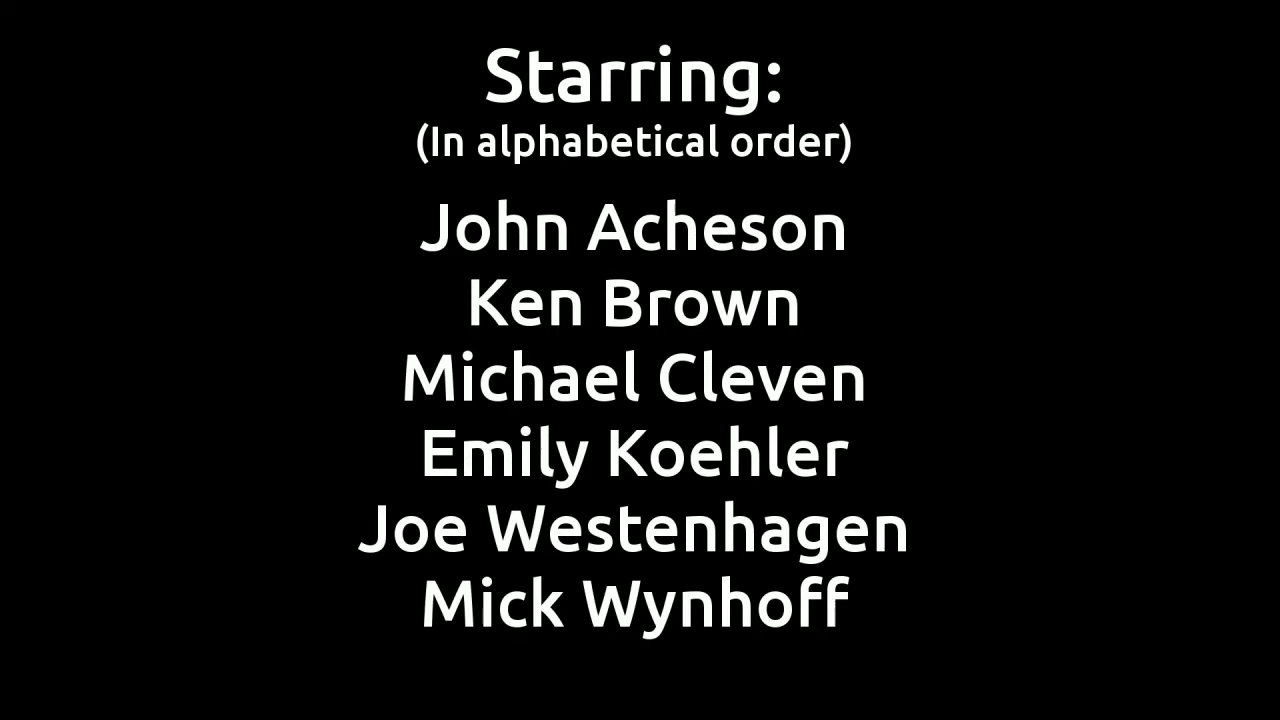 Starring:
(In alphabetical order)
John Acheson
Ken Brown
Michael Cleven
Emily Koehler
Joe Westenhagen
Mick Wynhoff